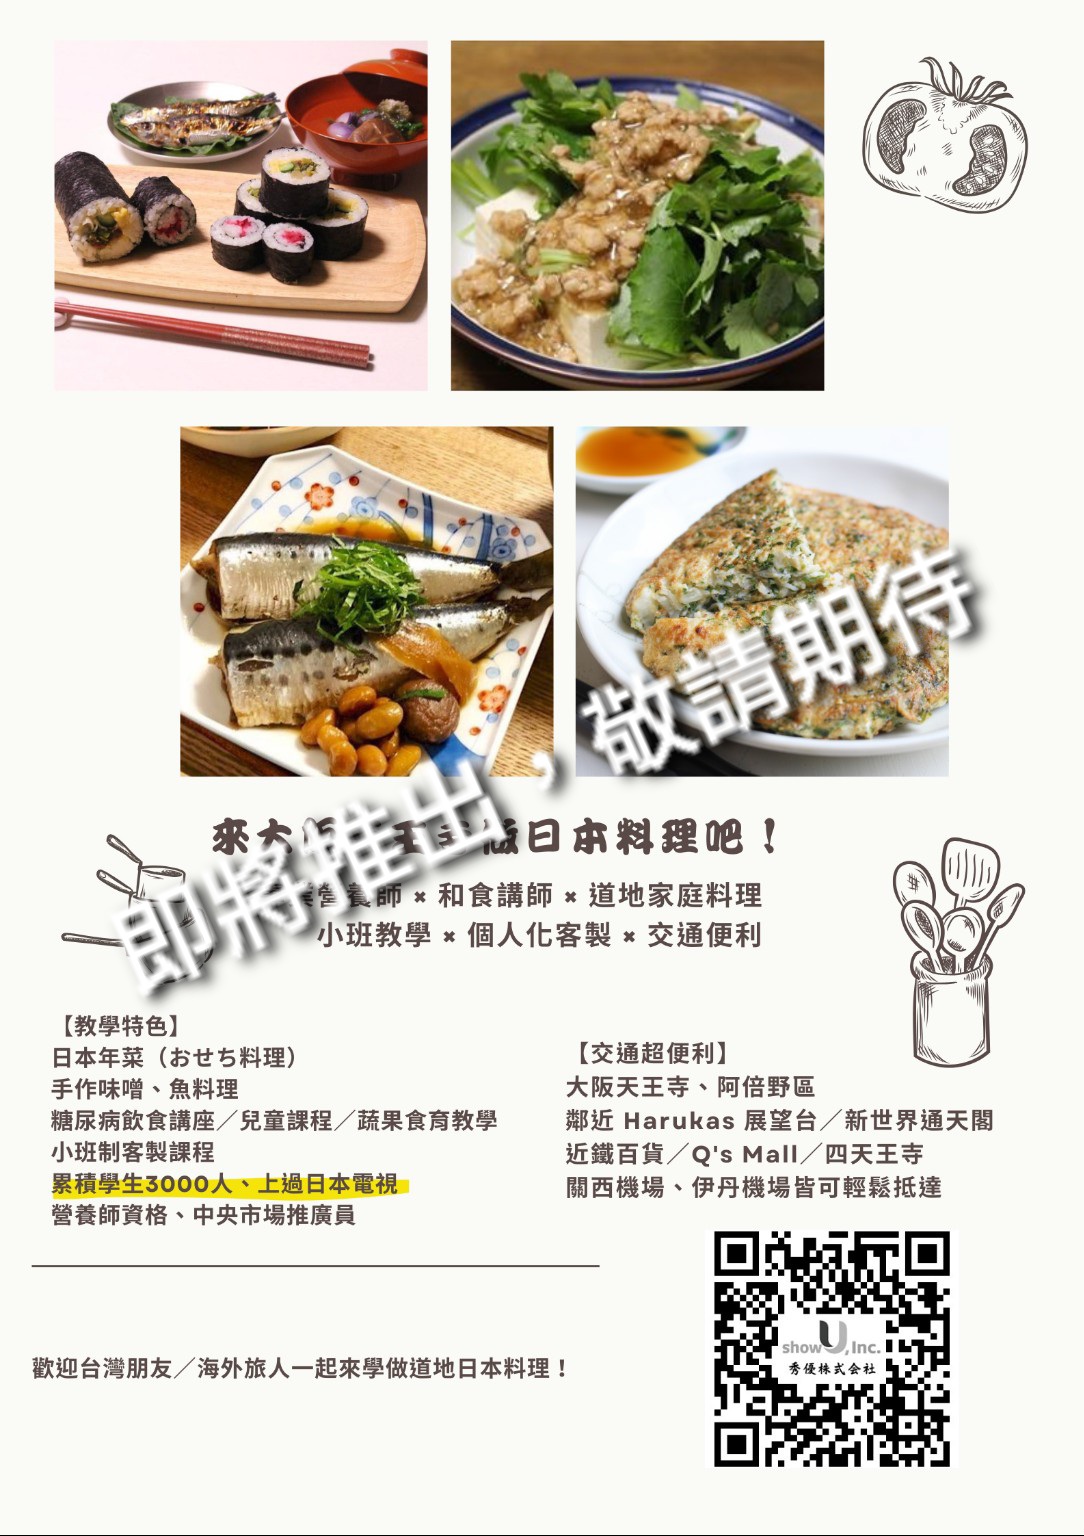 即將推出，敬請期待
來大 日本料理吧！
營養師 × 和食講師 × 道地家庭料理
小班教學 × 個人化客製 × 交通便利
【教學特色】
日本年菜（おせち料理）
手作味噌、魚料理
糖尿病飲食講座／兒童課程／蔬果食育教學
小班制客製課程
累積學生3000人、上過日本電視
營養師資格、中央市場推廣員
【交通超便利】
大阪天王寺、阿倍野區
鄰近 Harukas 展望台／新世界通天閣
近鐵百貨／Q's Mall／四天王寺
關西機場、伊丹機場皆可輕鬆抵達
歡迎台灣朋友／海外旅人一起來學做道地日本料理！
showU,Inc.
秀優株式会社